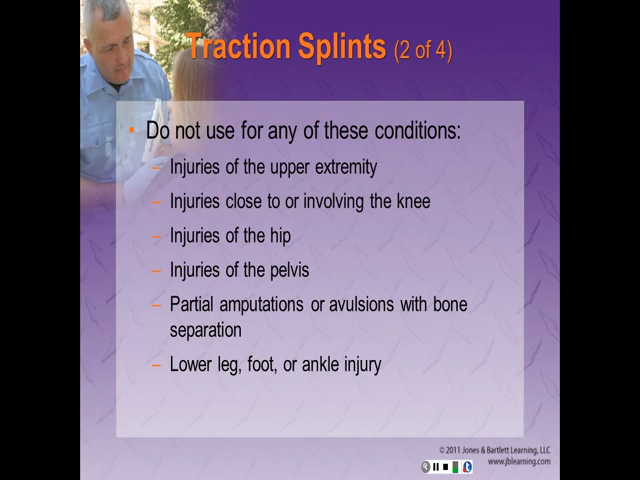 Traction Splints (2 of 4)
• Do not use for any of these conditions:
– Injuries of the upper extremity
– Injuries close to or involving the knee
– Injuries of the hip
– Injuries of the pelvis
– Partial amputations or avulsions with bone
separation
– Lower leg, foot, or ankle injury
© 2011 Jones & Bartlett Learning, LLC
www.jblearning.com